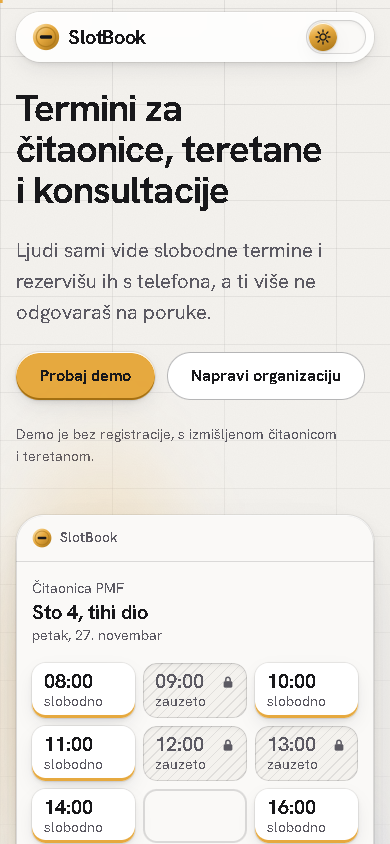 SlotBook
Termini za
čitaonice, teretane
i konsultacije
Ljudi sami vide slobodne termine i
rezervišu ih s telefona, a ti više ne
odgovaraš na poruke.
Probaj demo
Napravi organizaciju
Demo je bez registracije, s izmišljenom čitaonicom
i teretanom.
SlotBook
Čitaonica PMF
Sto 4, tihi dio
petak, 27. novembar
08:00 09:00 10:00
slobodno zauzeto slobodno
11:00 12:00 13:00
slobodno zauzeto zauzeto
14:00 16:00
slobodno slobodno